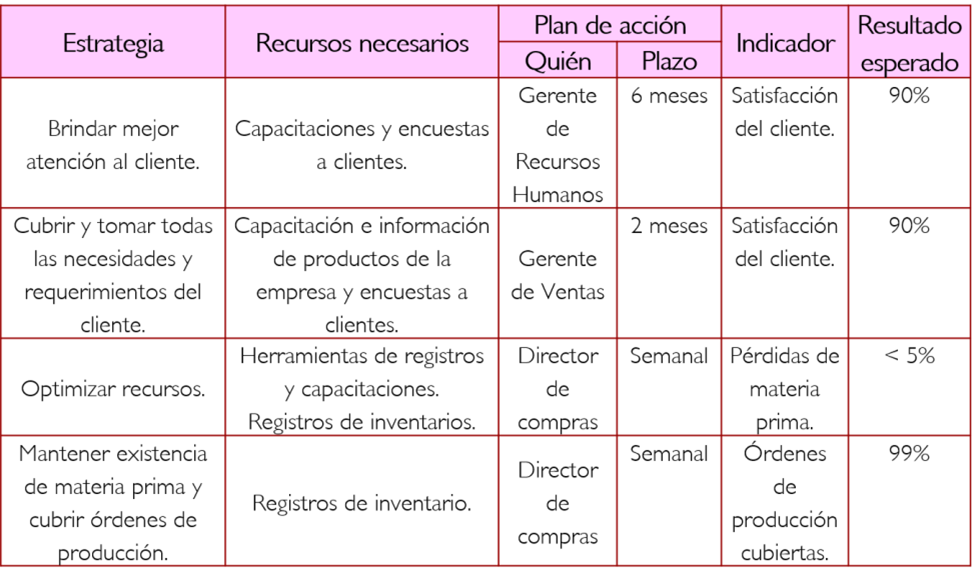 Estrategia
Recursos necesarios
Plan de acción
Quién
Plazo
Indicador
Resultado
esperado
Brindar mejor
atención al cliente.
Capacitaciones y encuestas
a clientes.
Gerente
de
Recursos
Humanos
6 meses
Satisfacción
del cliente.
90%
Cubrir y tomar todas
las necesidades y
requerimientos del
cliente.
Capacitación e información
de productos de la
empresa y encuestas a
clientes.
Gerente
de Ventas
2 meses
Satisfacción
del cliente.
90%
Optimizar recursos.
Herramientas de registros
y capacitaciones.
Registros de inventarios.
Director
de
compras
Semanal
Pérdidas de
materia
prima.
< 5%
Mantener existencia
de materia prima y
cubrir órdenes de
producción.
Registros de inventario.
Director
de
compras
Semanal
Órdenes
de
producción
cubiertas.
99%